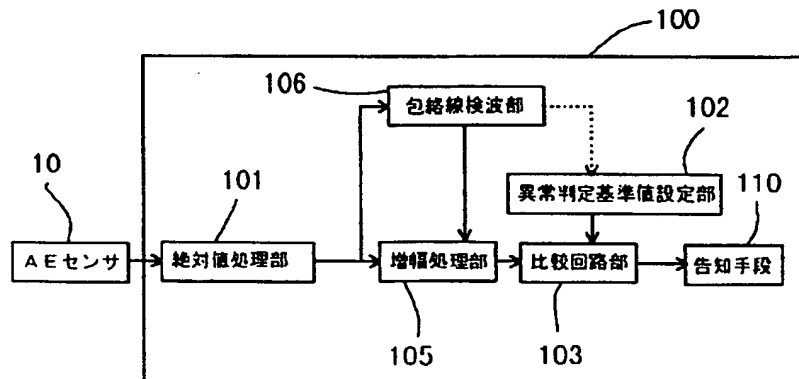 100
106
包絡線検波部
102
10
101
異常判定基準値設定部
110
AEセンサ
絶対値処理部
増幅処理部
比較回路部
告知手段
105
103